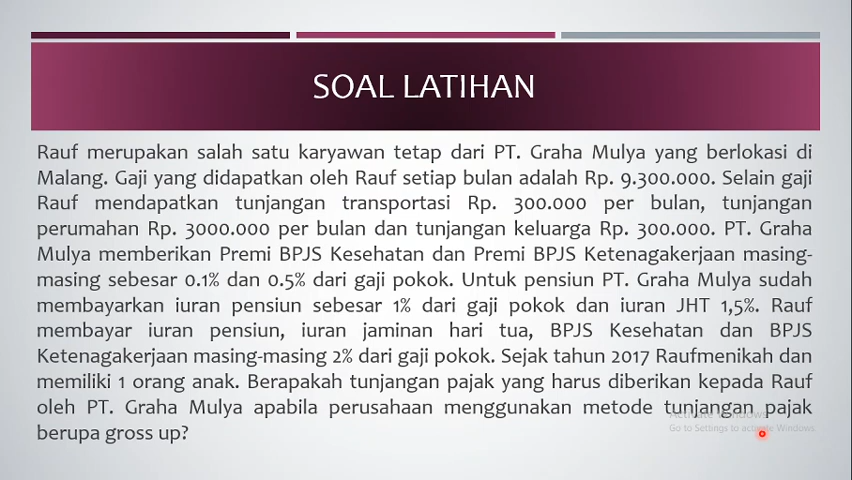 SOAL LATIHAN
Rauf merupakan salah satu karyawan tetap dari PT. Graha Mulya yang berlokasi di
Malang. Gaji yang didapatkan oleh Rauf setiap bulan adalah Rp. 9.300.000. Selain gaji
Rauf mendapatkan tunjangan transportasi Rp. 300.000 per bulan, tunjangan
perumahan Rp. 3000.000 per bulan dan tunjangan keluarga Rp. 300.000. PT. Graha
Mulya memberikan Premi BPJS Kesehatan dan Premi BPJS Ketenagakerjaan masing-
masing sebesar 0.1% dan 0.5% dari gaji pokok. Untuk pensiun PT. Graha Mulya sudah
membayarkan iuran pensiun sebesar 1% dari gaji pokok dan iuran JHT 1,5%. Rauf
membayar iuran pensiun, iuran jaminan hari tua, BPJS Kesehatan dan BPJS
Ketenagakerjaan masing-masing 2% dari gaji pokok. Sejak tahun 2017 Raufmenikah dan
memiliki 1 orang anak. Berapakah tunjangan pajak yang harus diberikan kepada Rauf
oleh PT. Graha Mulya apabila perusahaan menggunakan metode tunjangan pajak
berupa gross up?
Activate Windows
Go to Settings to activate Windows.